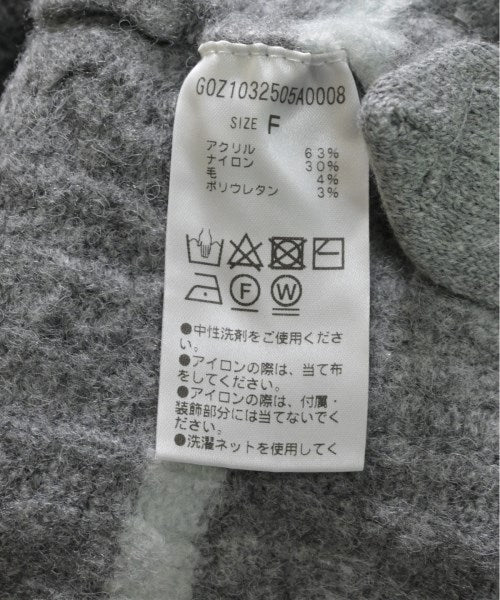 G0Z1032505A0008
SIZE F
アクリル 63%
ナイロン 30%
毛 4%
ポリウレタン 3%
F W
●中性洗剤をご使用くださ
い。
●アイロンの際は、当て布
をしてください。
●アイロンの際は、付属・
装飾部分には当てないでく
ださい。
●洗濯ネットを使用してく